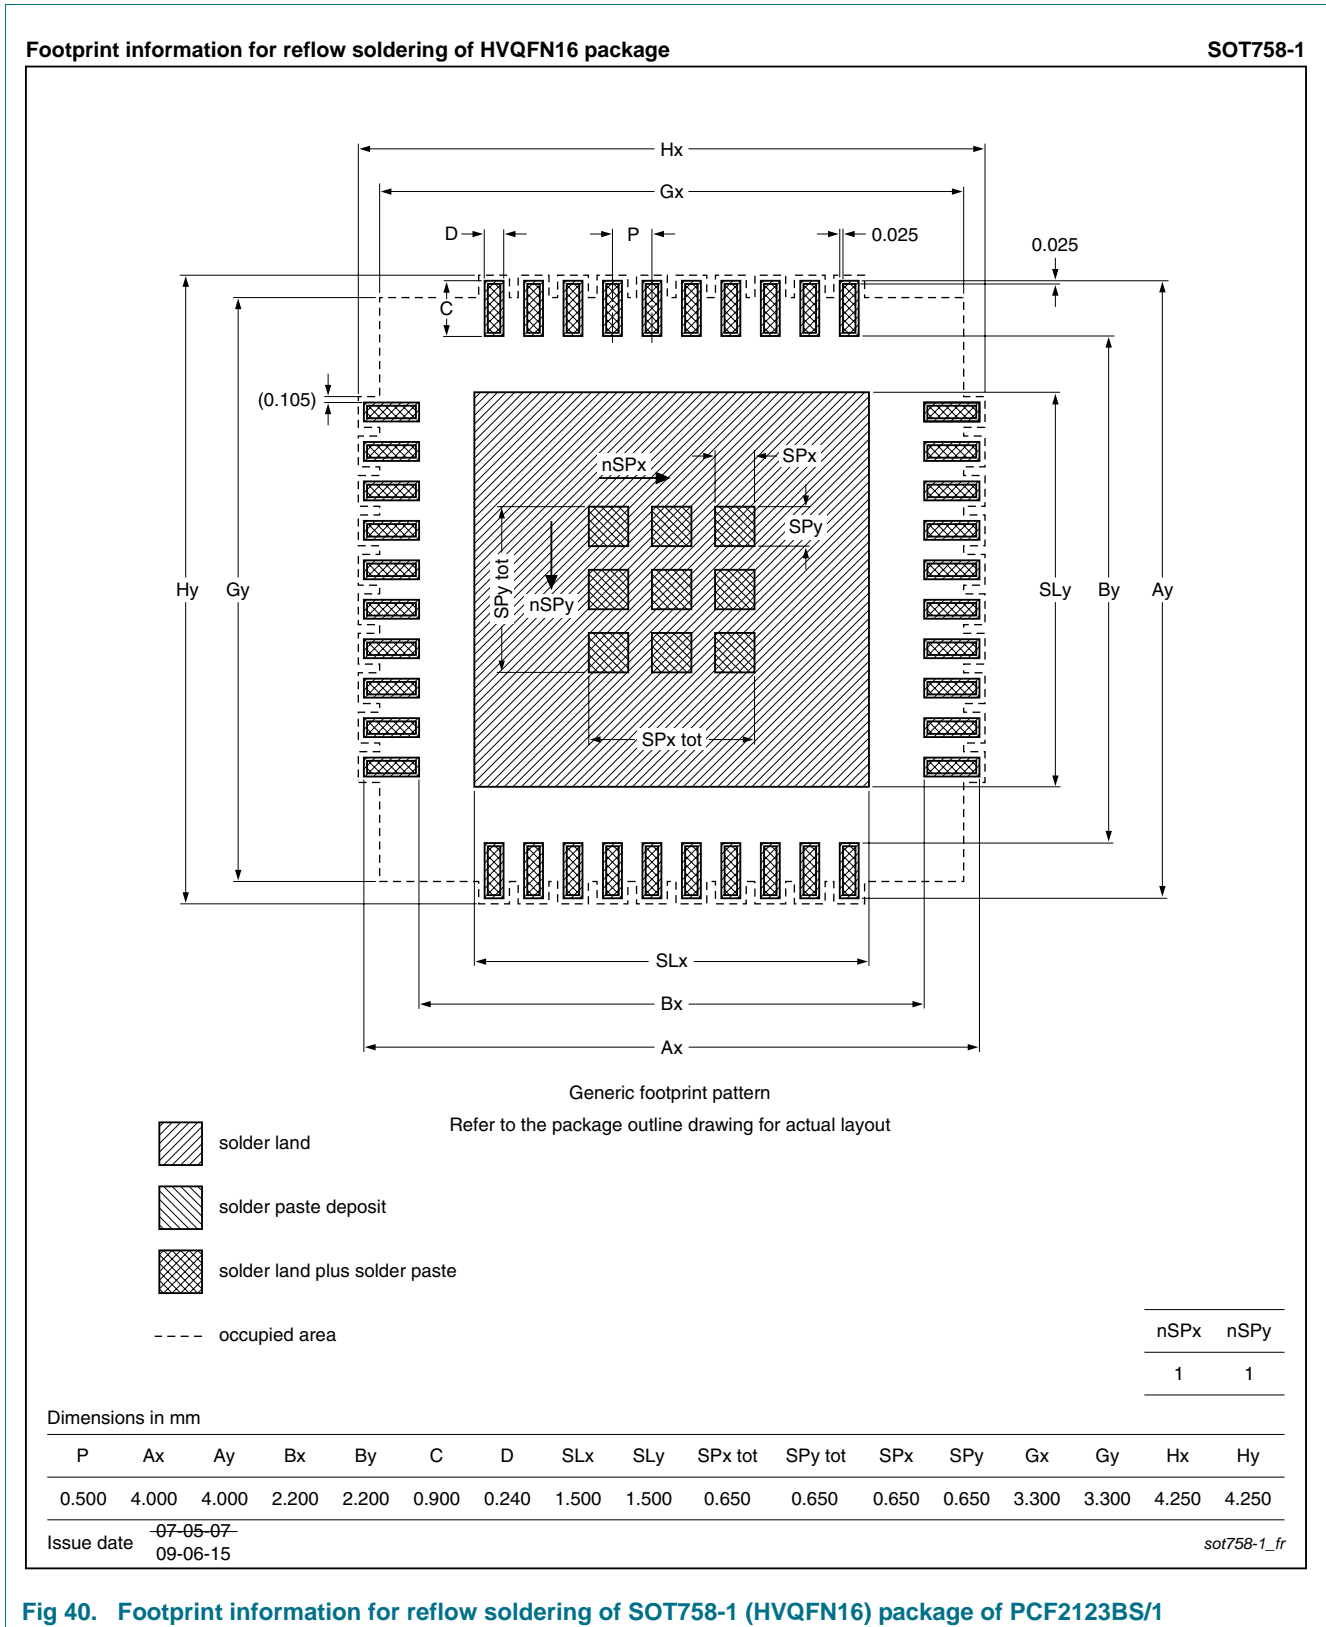 Footprint information for reflow soldering of HVQFN16 package SOT758-1
Hx
Gx
D P 0.025
0.025
C
(0.105)
nSPx SPx
SPy
SPy tot
nSPy
Hy Gy SLy By Ay
SPx tot
SLx
Bx
Ax
Generic footprint pattern
Refer to the package outline drawing for actual layout
solder land
solder paste deposit
solder land plus solder paste
occupied area
nSPx nSPy
1 1
Dimensions in mm
P Ax Ay Bx By C D SLx SLy SPx tot SPy tot SPx SPy Gx Gy Hx Hy
0.500 4.000 4.000 2.200 2.200 0.900 0.240 1.500 1.500 0.650 0.650 0.650 0.650 3.300 3.300 4.250 4.250
Issue date 07-05-07
09-06-15
sot758-1_fr
Fig 40. Footprint information for reflow soldering of SOT758-1 (HVQFN16) package of PCF2123BS/1